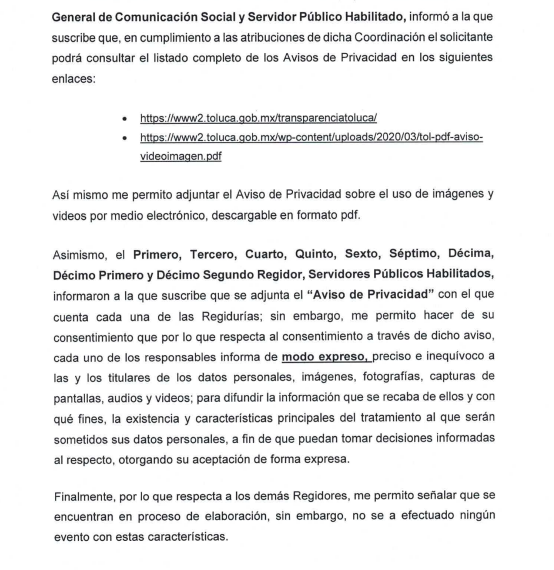 General de Comunicación Social y Servidor Público Habilitado, informó a la que
suscribe que, en cumplimiento a las atribuciones de dicha Coordinación el solicitante
podrá consultar el listado completo de los Avisos de Privacidad en los siguientes
enlaces:
• https://www2.toluca.gob.mx/transparenciatoluca/
• https://www2.toluca.gob.mx/wp-content/uploads/2020/03/tol-pdf-aviso-
videoimagen.pdf
Así mismo me permito adjuntar el Aviso de Privacidad sobre el uso de imágenes y
videos por medio electrónico, descargable en formato pdf.
Asimismo, el Primero, Tercero, Cuarto, Quinto, Sexto, Séptimo, Décima,
Décimo Primero y Décimo Segundo Regidor, Servidores Públicos Habilitados,
informaron a la que suscribe que se adjunta el “Aviso de Privacidad” con el que
cuenta cada una de las Regidurías; sin embargo, me permito hacer de su
consentimiento que por lo que respecta al consentimiento a través de dicho aviso,
cada uno de los responsables informa de modo expreso, preciso e inequívoco a
las y los titulares de los datos personales, imágenes, fotografías, capturas de
pantallas, audios y videos; para difundir la información que se recaba de ellos y con
qué fines, la existencia y características principales del tratamiento al que serán
sometidos sus datos personales, a fin de que puedan tomar decisiones informadas
al respecto, otorgando su aceptación de forma expresa.
Finalmente, por lo que respecta a los demás Regidores, me permito señalar que se
encuentran en proceso de elaboración, sin embargo, no se a efectuado ningún
evento con estas características.